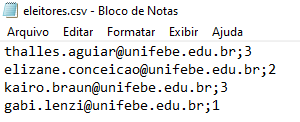 eleitores.csv - Bloco de Notas
Arquivo Editar Formatar Exibir Ajuda
thalles.aguiar@unifebe.edu.br;3
elizane.conceicao@unifebe.edu.br;2
kairo.braun@unifebe.edu.br;3
gabi.lenzi@unifebe.edu.br;1